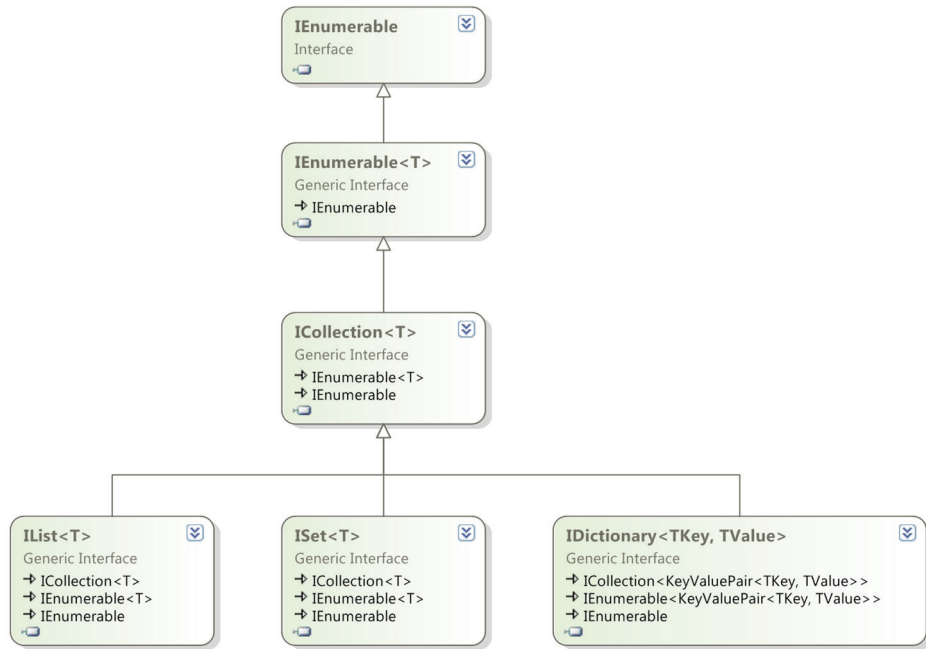 IEnumerable
Interface
IEnumerable<T>
Generic Interface
IEnumerable
ICollection<T>
Generic Interface
IEnumerable<T>
IEnumerable
IList<T>
Generic Interface
ICollection<T>
IEnumerable<T>
IEnumerable
ISet<T>
Generic Interface
ICollection<T>
IEnumerable<T>
IEnumerable
IDictionary<TKey, TValue>
Generic Interface
ICollection<KeyValuePair<TKey, TValue>>
IEnumerable<KeyValuePair<TKey, TValue>>
IEnumerable